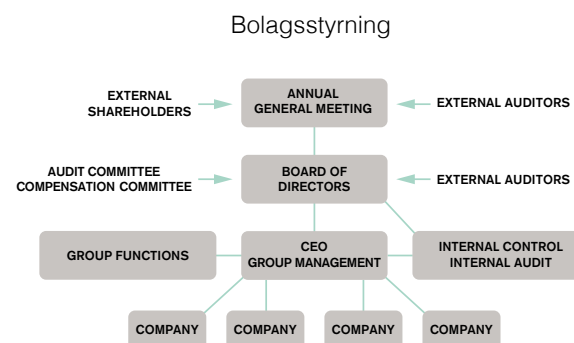 Bolagsstyrning
EXTERNAL
SHAREHOLDERS
ANNUAL
GENERAL MEETING
EXTERNAL AUDITORS
AUDIT COMMITTEE
COMPENSATION COMMITTEE
BOARD OF
DIRECTORS
EXTERNAL AUDITORS
GROUP FUNCTIONS
CEO
GROUP MANAGEMENT
INTERNAL CONTROL
INTERNAL AUDIT
COMPANY
COMPANY
COMPANY
COMPANY